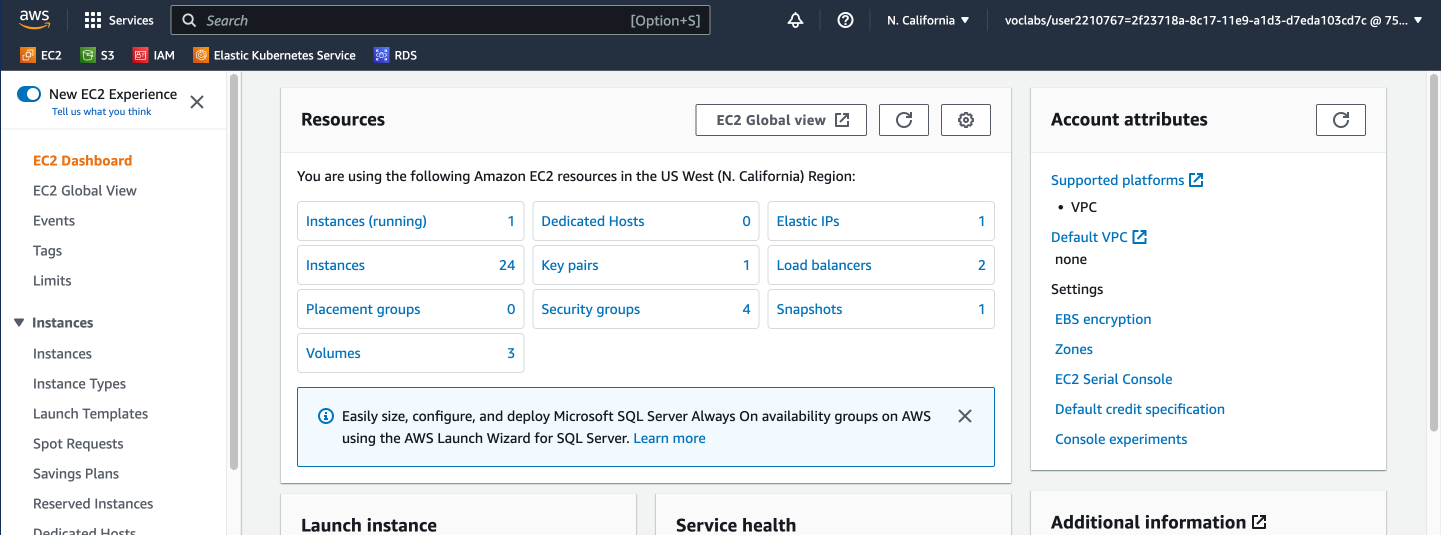 aws
Services
Search
[Option+S]
N. California
voclabs/user2210767=2f23718a-8c17-11e9-a1d3-d7eda103cd7c @ 75...
EC2
S3
IAM
Elastic Kubernetes Service
RDS
New EC2 Experience
Tell us what you think
EC2 Dashboard
EC2 Global View
Events
Tags
Limits
Instances
Instances
Instance Types
Launch Templates
Spot Requests
Savings Plans
Reserved Instances
Dedicated Hosts
Resources
EC2 Global view
You are using the following Amazon EC2 resources in the US West (N. California) Region:
Instances (running) 1
Dedicated Hosts 0
Elastic IPs 1
Instances 24
Key pairs 1
Load balancers 2
Placement groups 0
Security groups 4
Snapshots 1
Volumes 3
Easily size, configure, and deploy Microsoft SQL Server Always On availability groups on AWS
using the AWS Launch Wizard for SQL Server. Learn more
Launch instance
Service health
Account attributes
Supported platforms
• VPC
Default VPC
none
Settings
EBS encryption
Zones
EC2 Serial Console
Default credit specification
Console experiments
Additional information